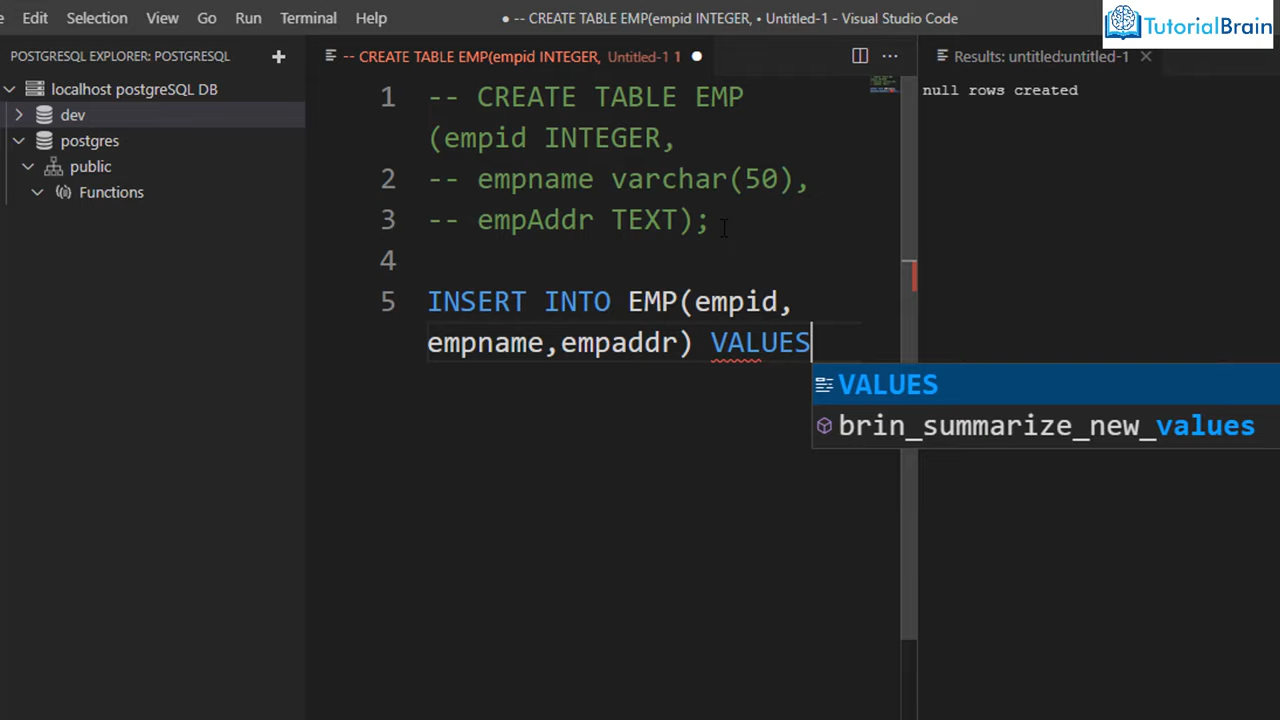 Edit Selection View Go Run Terminal Help
● -- CREATE TABLE EMP(empid INTEGER, • Untitled-1 - Visual Studio Code
TutorialBrain
POSTGRESQL EXPLORER: POSTGRESQL +
localhost postgreSQL DB
dev
postgres
public
Functions
-- CREATE TABLE EMP(empid INTEGER, Untitled-1 1 ●
1 -- CREATE TABLE EMP
(empid INTEGER,
2 -- empname varchar(50),
3 -- empAddr TEXT);
4
5 INSERT INTO EMP(empid,
empname,empaddr) VALUES
VALUES
brin_summarize_new_values
Results: untitled:untitled-1
null rows created